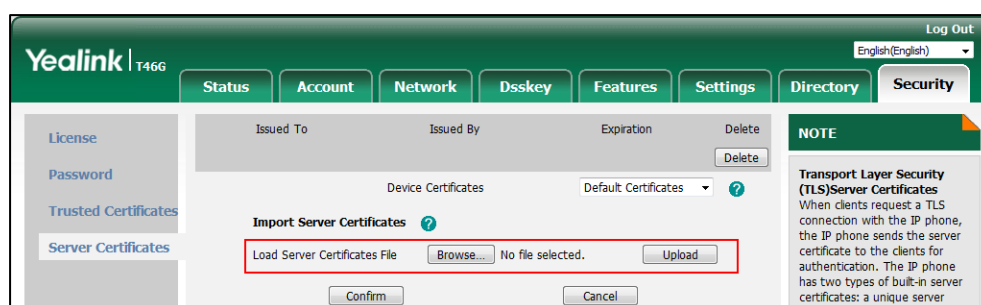 Log Out
Yealink T46G
English(English)
Status Account Network Dsskey Features Settings Directory Security
License
Password
Trusted Certificates
Server Certificates
Issued To Issued By Expiration Delete
Delete
Device Certificates Default Certificates ?
Import Server Certificates ?
Load Server Certificates File Browse... No file selected. Upload
Confirm Cancel
NOTE
Transport Layer Security
(TLS)Server Certificates
When clients request a TLS
connection with the IP phone,
the IP phone sends the server
certificate to the clients for
authentication. The IP phone
has two types of built-in server
certificates: a unique server